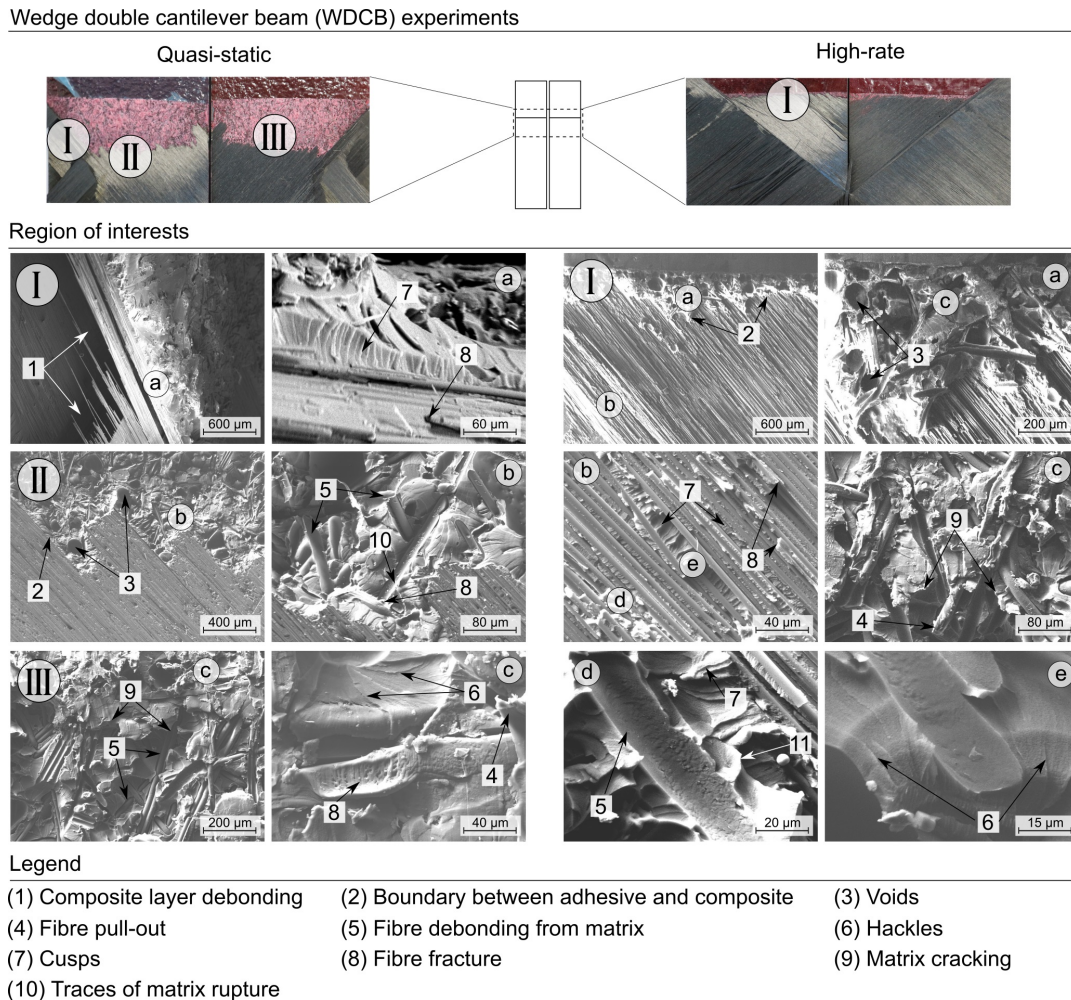 Wedge double cantilever beam (WDCB) experiments
Quasi-static
High-rate
I
II
III
I
Region of interests
I
1
a
600 µm
7
a
8
60 µm
I
a
2
b
600 µm
a
c
3
200 µm
II
b
2
3
400 µm
5
b
10
8
80 µm
b
7
e
8
d
40 µm
c
9
4
80 µm
III
9
c
5
200 µm
c
6
4
8
40 µm
d
7
5
11
20 µm
e
6
15 µm
Legend
(1) Composite layer debonding (2) Boundary between adhesive and composite (3) Voids
(4) Fibre pull-out (5) Fibre debonding from matrix (6) Hackles
(7) Cusps (8) Fibre fracture (9) Matrix cracking
(10) Traces of matrix rupture